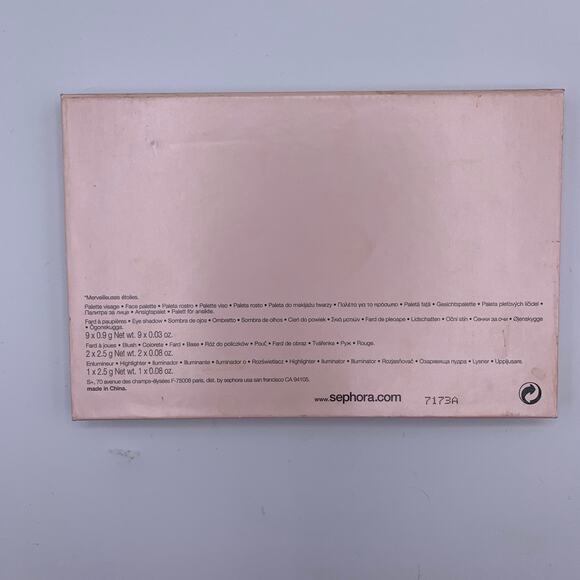 *Merveilleuses étoiles.
Palette visage • Face palette • Paleta rostro • Palette viso • Paleta rosto • Paleta do makijażu twarzy • Παλέτα για το πρόσωπο • Paletă față • Gesichtspalette • Paleta pleťových líčidel •
Палитра за лице • Ansigtspalet • Palett för ansikte.
Fard à paupières • Eye shadow • Sombra de ojos • Ombretto • Sombra de olhos • Cień do powiek • Σκιά ματιών • Fard de pleoape • Lidschatten • Oční stín • Сенки за очи • Øjenskygge
• Ögonskugga.
9 x 0.9 g Net wt. 9 x 0.03 oz.
Fard à joues • Blush • Colorete • Fard • Base • Róż do policzków • Ρουζ • Fard de obraz • Tvářenka • Руж • Rouge.
2 x 2.5 g Net wt. 2 x 0.08 oz.
Enlumineur • Highlighter • Iluminador • Illuminante • Iluminador • Rozświetlacz • Highlighter • Iluminator • Illuminator • Rozjasňovač • Озаряваща пудра • Lysner • Upplijusare.
1 x 2.5 g Net wt. 1 x 0.08 oz.
S+, 70 avenue des champs-élysées F-75008 paris, dist. by sephora usa san francisco CA 94105.
made in China.
www.sephora.com 7173A